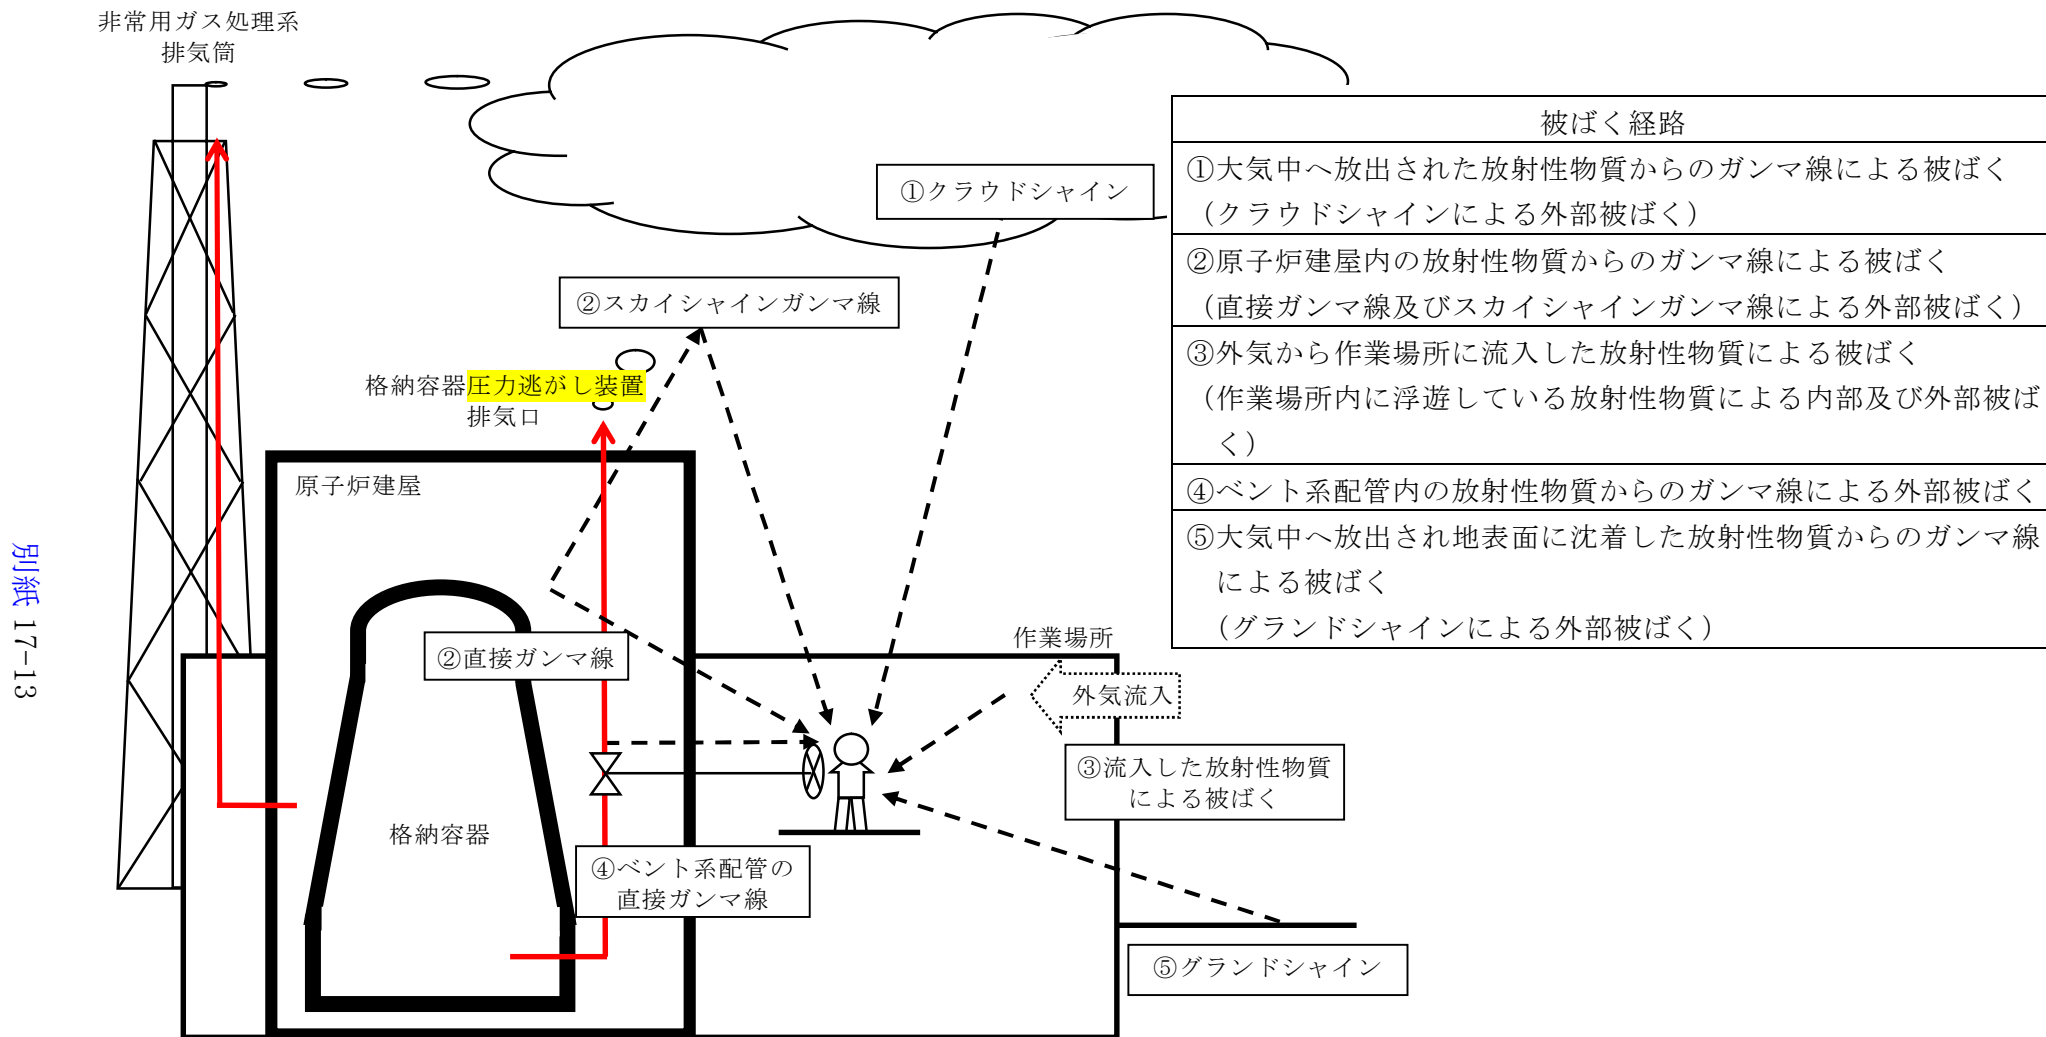 非常用ガス処理系
排気筒
①クラウドシャイン
②スカイシャインガンマ線
格納容器圧力逃がし装置
排気口
原子炉建屋
②直接ガンマ線
格納容器
④ベント系配管の
直接ガンマ線
作業場所
外気流入
③流入した放射性物質
による被ばく
⑤グランドシャイン
被ばく経路
①大気中へ放出された放射性物質からのガンマ線による被ばく
（クラウドシャインによる外部被ばく）
②原子炉建屋内の放射性物質からのガンマ線による被ばく
（直接ガンマ線及びスカイシャインガンマ線による外部被ばく）
③外気から作業場所に流入した放射性物質による被ばく
（作業場所内に浮遊している放射性物質による内部及び外部被ば
く）
④ベント系配管内の放射性物質からのガンマ線による外部被ばく
⑤大気中へ放出され地表面に沈着した放射性物質からのガンマ線
による被ばく
（グランドシャインによる外部被ばく）
別紙 17-13